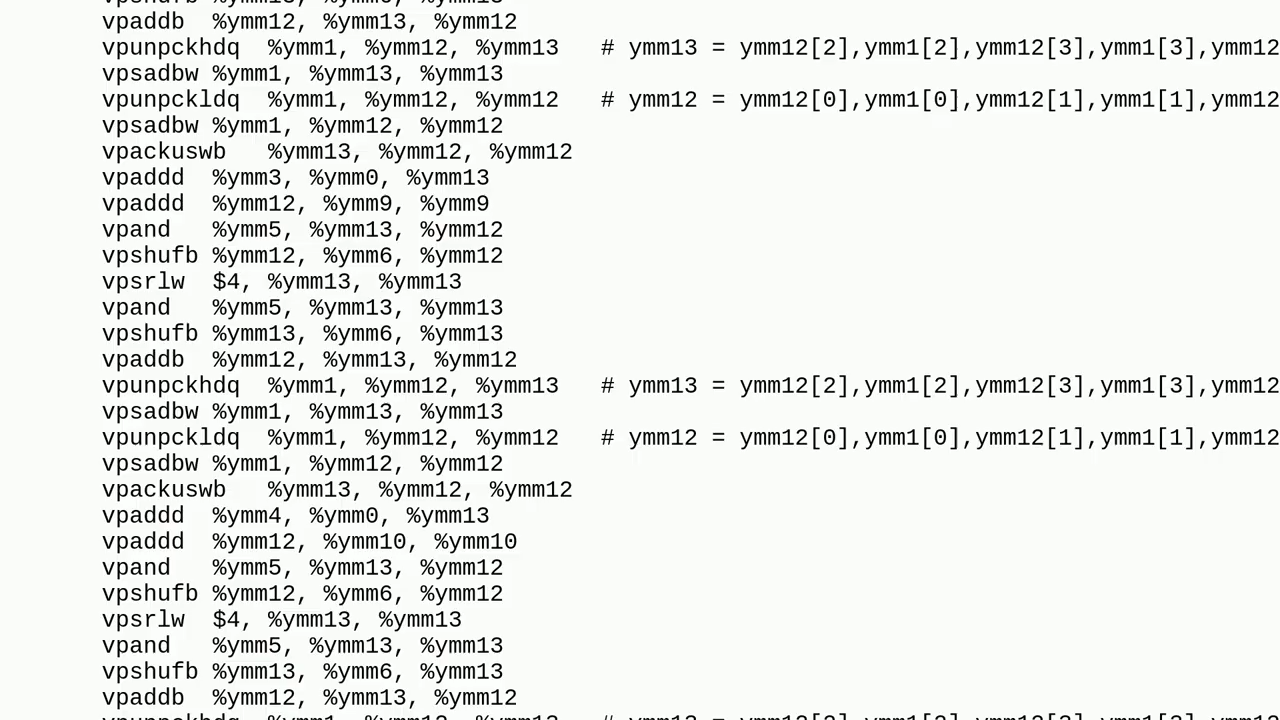 vpshufb %ymm13, %ymm6, %ymm13
vpaddb  %ymm12, %ymm13, %ymm12
vpunpckhdq  %ymm1, %ymm12, %ymm13   # ymm13 = ymm12[2],ymm1[2],ymm12[3],ymm1[3],ymm12
vpsadbw %ymm1, %ymm13, %ymm13
vpunpckldq  %ymm1, %ymm12, %ymm12   # ymm12 = ymm12[0],ymm1[0],ymm12[1],ymm1[1],ymm12
vpsadbw %ymm1, %ymm12, %ymm12
vpackuswb   %ymm13, %ymm12, %ymm12
vpaddd  %ymm3, %ymm0, %ymm13
vpaddd  %ymm12, %ymm9, %ymm9
vpand   %ymm5, %ymm13, %ymm12
vpshufb %ymm12, %ymm6, %ymm12
vpsrlw  $4, %ymm13, %ymm13
vpand   %ymm5, %ymm13, %ymm13
vpshufb %ymm13, %ymm6, %ymm13
vpaddb  %ymm12, %ymm13, %ymm12
vpunpckhdq  %ymm1, %ymm12, %ymm13   # ymm13 = ymm12[2],ymm1[2],ymm12[3],ymm1[3],ymm12
vpsadbw %ymm1, %ymm13, %ymm13
vpunpckldq  %ymm1, %ymm12, %ymm12   # ymm12 = ymm12[0],ymm1[0],ymm12[1],ymm1[1],ymm12
vpsadbw %ymm1, %ymm12, %ymm12
vpackuswb   %ymm13, %ymm12, %ymm12
vpaddd  %ymm4, %ymm0, %ymm13
vpaddd  %ymm12, %ymm10, %ymm10
vpand   %ymm5, %ymm13, %ymm12
vpshufb %ymm12, %ymm6, %ymm12
vpsrlw  $4, %ymm13, %ymm13
vpand   %ymm5, %ymm13, %ymm13
vpshufb %ymm13, %ymm6, %ymm13
vpaddb  %ymm12, %ymm13, %ymm12